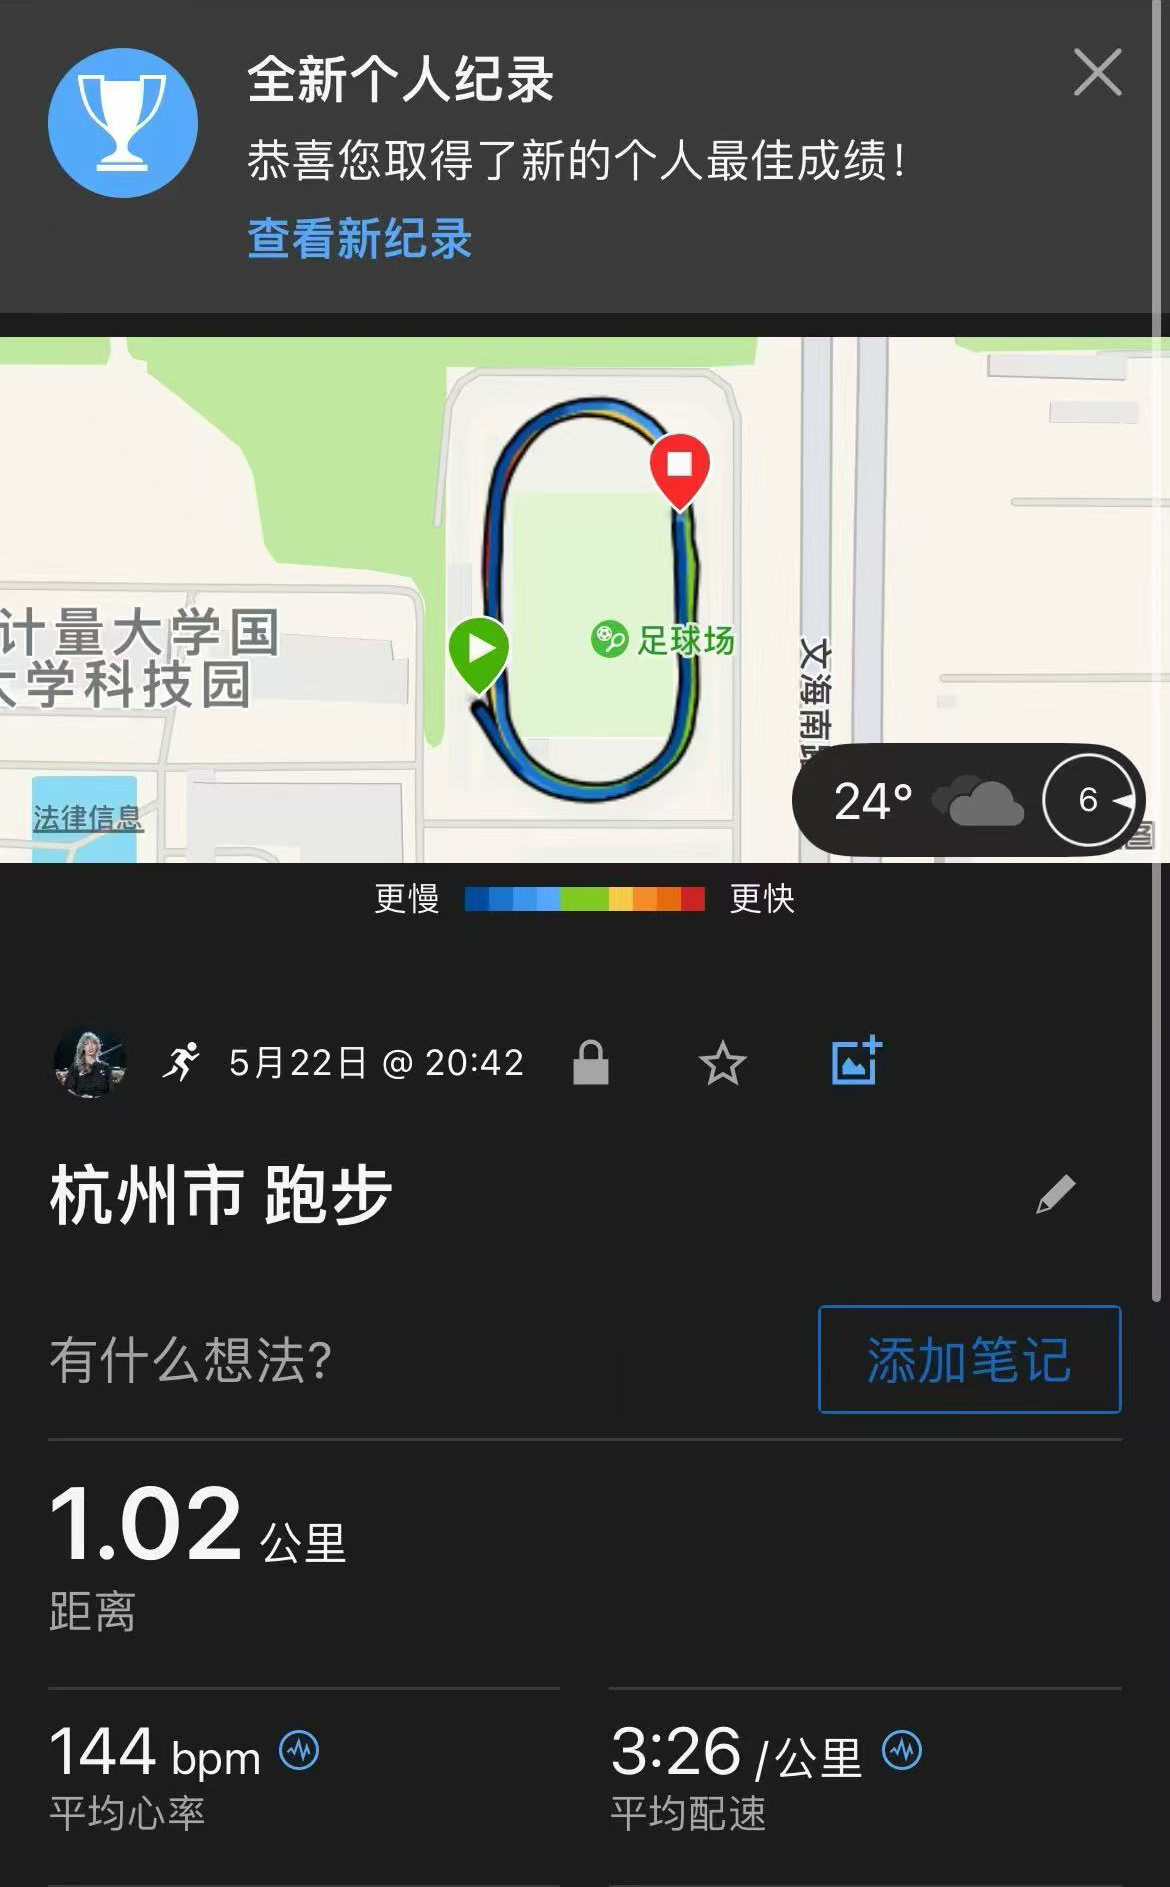 全新个人纪录
恭喜您取得了新的个人最佳成绩！
查看新纪录
计量大学国
大学科技园
足球场
文海南路
法律信息
24°
6
更慢
更快
5月22日 @ 20:42
杭州市 跑步
有什么想法?
添加笔记
1.02 公里
距离
144 bpm
平均心率
3:26 /公里
平均配速